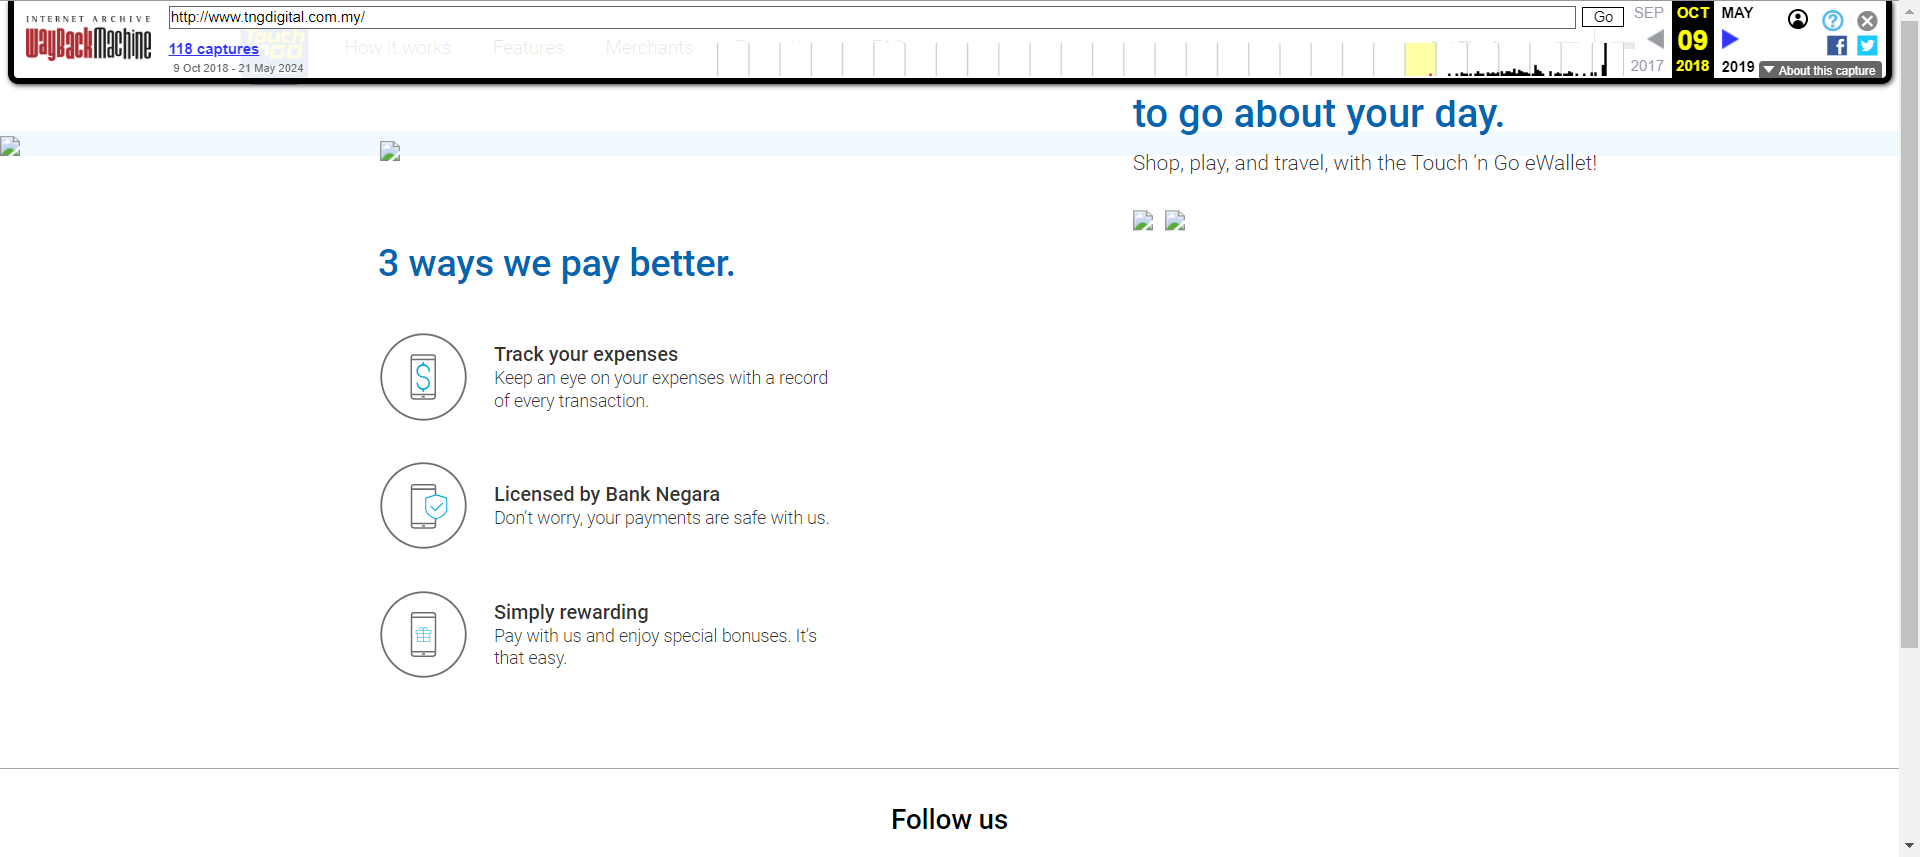 INTERNET ARCHIVE
WayBackMachine
http://www.tngdigital.com.my/
Go
SEP
OCT
MAY
118 captures
09
9 Oct 2018 - 21 May 2024
2017
2018
2019
About this capture
Touch
How it works
Features
Merchants
to go about your day.
Shop, play, and travel, with the Touch ‘n Go eWallet!
3 ways we pay better.
Track your expenses
Keep an eye on your expenses with a record
of every transaction.
Licensed by Bank Negara
Don’t worry, your payments are safe with us.
Simply rewarding
Pay with us and enjoy special bonuses. It’s
that easy.
Follow us